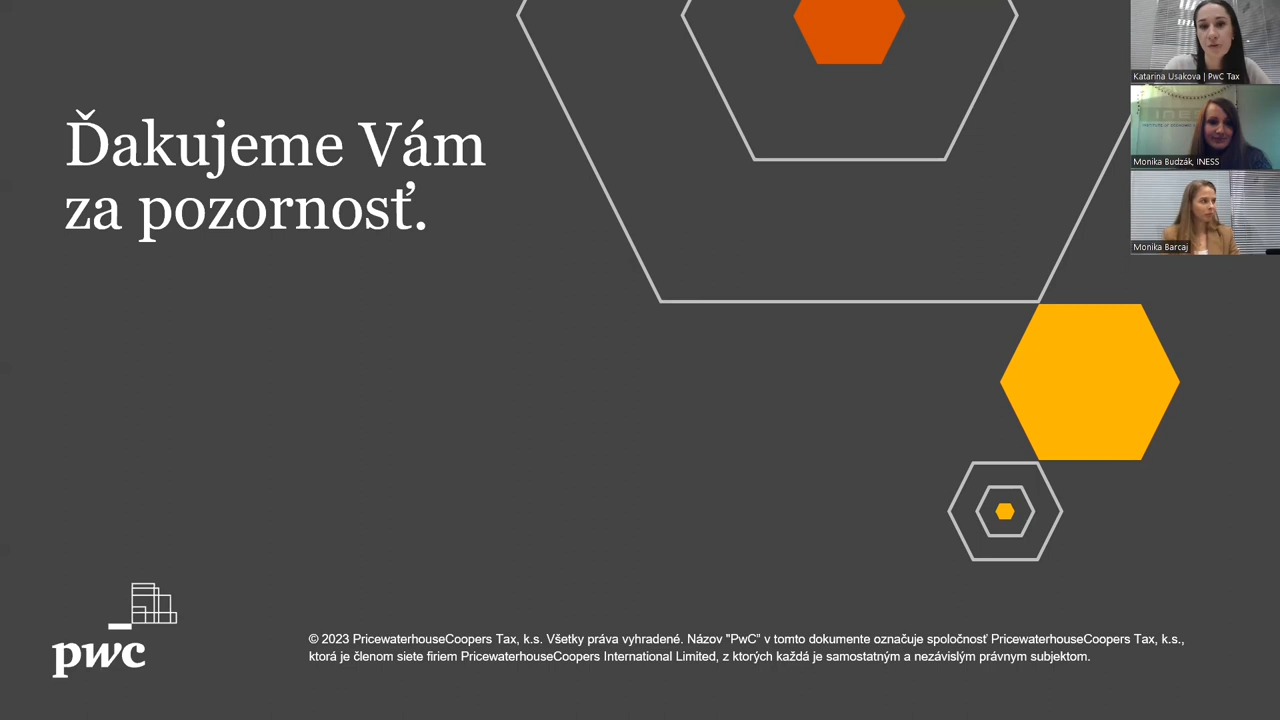 Ďakujeme Vám
za pozornosť.
Katarina Usakova | PwC Tax
Monika Budzák, INESS
Monika Barcaj
pwc
© 2023 PricewaterhouseCoopers Tax, k.s. Všetky práva vyhradené. Názov "PwC" v tomto dokumente označuje spoločnosť PricewaterhouseCoopers Tax, k.s.,
ktorá je členom siete firiem PricewaterhouseCoopers International Limited, z ktorých každá je samostatným a nezávislým právnym subjektom.